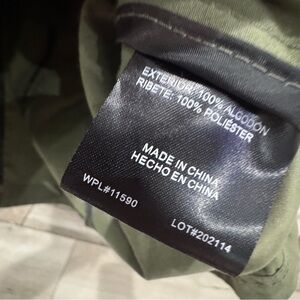 EXTERIOR: 100% ALGODON
RIBETE: 100% POLIÉSTER
MADE IN CHINA
HECHO EN CHINA
WPL#11590
LOT#202114